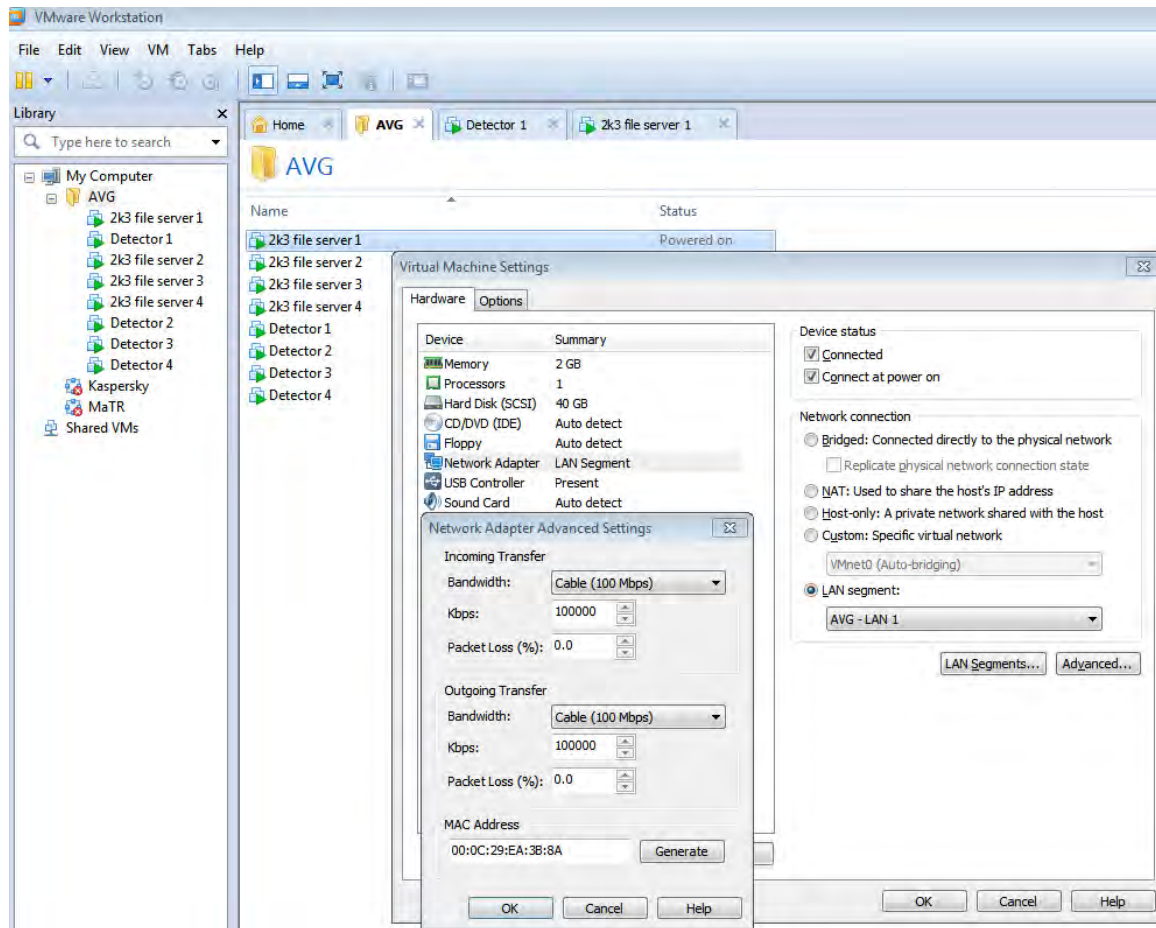 VMware Workstation
File Edit View VM Tabs Help
Library
Type here to search
My Computer
AVG
2k3 file server 1
Detector 1
2k3 file server 2
2k3 file server 3
2k3 file server 4
Detector 2
Detector 3
Detector 4
Kaspersky
MaTR
Shared VMs
Home AVG Detector 1 2k3 file server 1
AVG
Name Status
2k3 file server 1 Powered on
2k3 file server 2
2k3 file server 3
2k3 file server 4
Detector 1
Detector 2
Detector 3
Detector 4
Virtual Machine Settings
Hardware Options
Device Summary
Memory 2 GB
Processors 1
Hard Disk (SCSI) 40 GB
CD/DVD (IDE) Auto detect
Floppy Auto detect
Network Adapter LAN Segment
USB Controller Present
Sound Card Auto detect
Device status
Connected
Connect at power on
Network connection
Bridged: Connected directly to the physical network
Replicate physical network connection state
NAT: Used to share the host's IP address
Host-only: A private network shared with the host
Custom: Specific virtual network
VMnet0 (Auto-bridging)
LAN segment:
AVG - LAN 1
LAN Segments... Advanced...
Network Adapter Advanced Settings
Incoming Transfer
Bandwidth: Cable (100 Mbps)
Kbps: 100000
Packet Loss (%): 0.0
Outgoing Transfer
Bandwidth: Cable (100 Mbps)
Kbps: 100000
Packet Loss (%): 0.0
MAC Address
00:0C:29:EA:3B:8A Generate
OK Cancel Help
OK Cancel Help